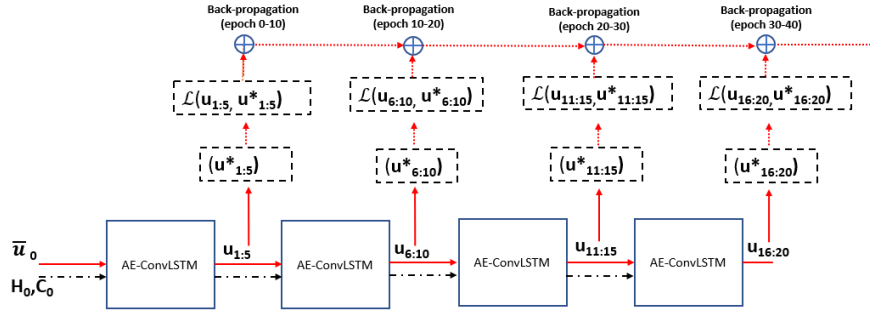 Back-propagation
(epoch 0-10)
Back-propagation
(epoch 10-20)
Back-propagation
(epoch 20-30)
Back-propagation
(epoch 30-40)
ℒ(u1:5, u*1:5)
ℒ(u6:10, u*6:10)
ℒ(u11:15,u*11:15)
ℒ(u16:20,u*16:20)
(u*1:5)
(u*6:10)
(u*11:15)
(u*16:20)
u̅0
H0,C̅0
AE-ConvLSTM
u1:5
AE-ConvLSTM
u6:10
AE-ConvLSTM
u11:15
AE-ConvLSTM
u16:20